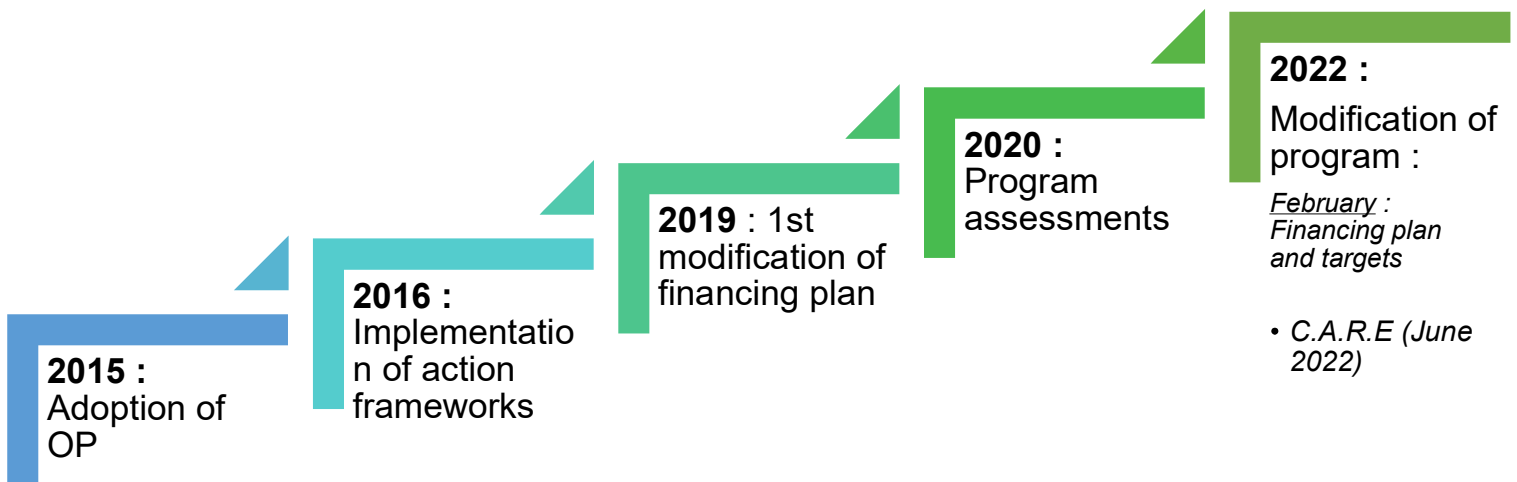 2015 :
Adoption of
OP
2016 :
Implementatio
n of action
frameworks
2019 : 1st
modification of
financing plan
2020 :
Program
assessments
2022 :
Modification of
program :
February :
Financing plan
and targets
• C.A.R.E (June
2022)